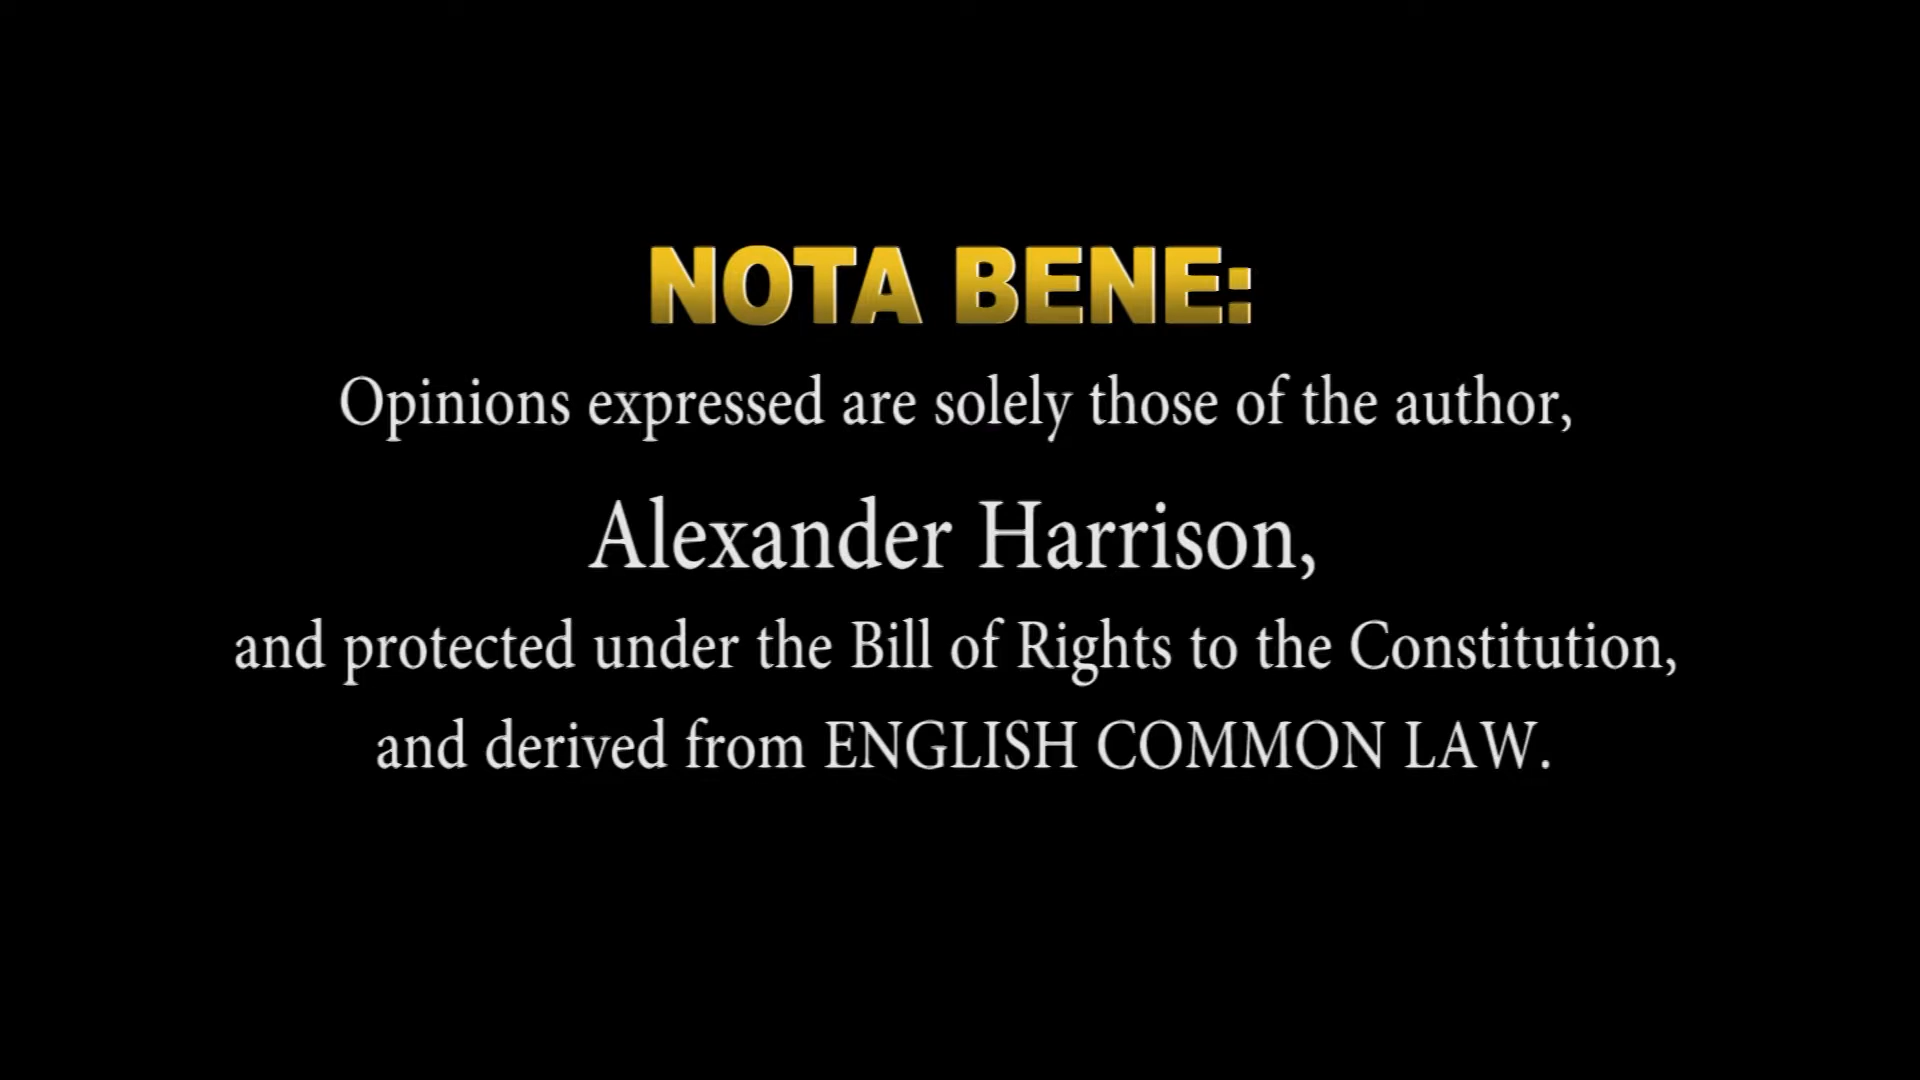 NOTA BENE:
Opinions expressed are solely those of the author,
Alexander Harrison,
and protected under the Bill of Rights to the Constitution,
and derived from ENGLISH COMMON LAW.